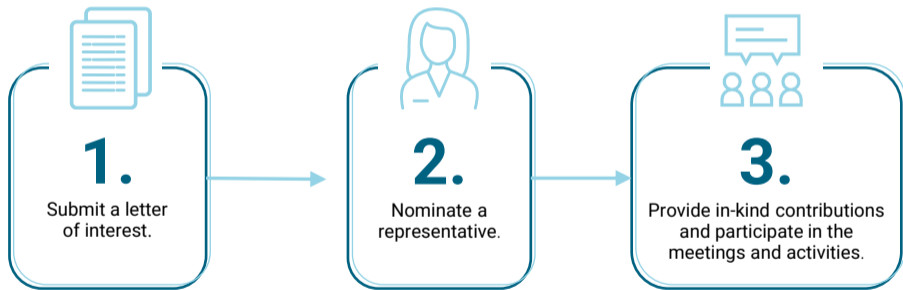 1.
Submit a letter
of interest.
2.
Nominate a
representative.
3.
Provide in-kind contributions
and participate in the
meetings and activities.